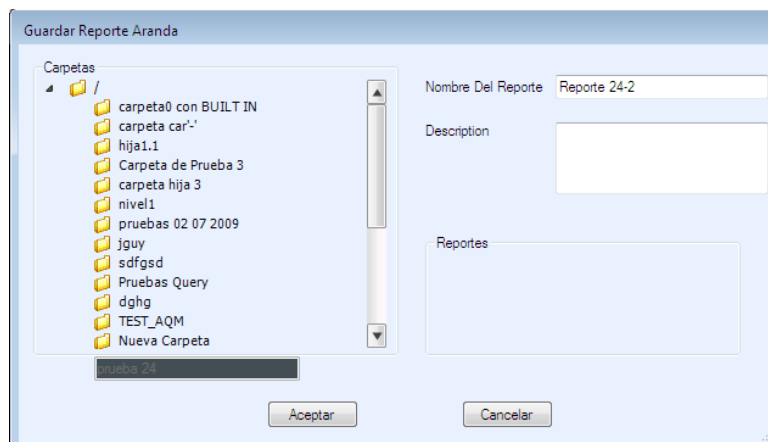 Guardar Reporte Aranda
Carpetas
/
carpeta0 con BUILT IN
carpeta car'-'
hija1.1
Carpeta de Prueba 3
carpeta hija 3
nivel1
pruebas 02 07 2009
jguy
sdfgsd
Pruebas Query
dghg
TEST_AQM
Nueva Carpeta
prueba 24
Nombre Del Reporte Reporte 24-2
Description
Reportes
Aceptar Cancelar